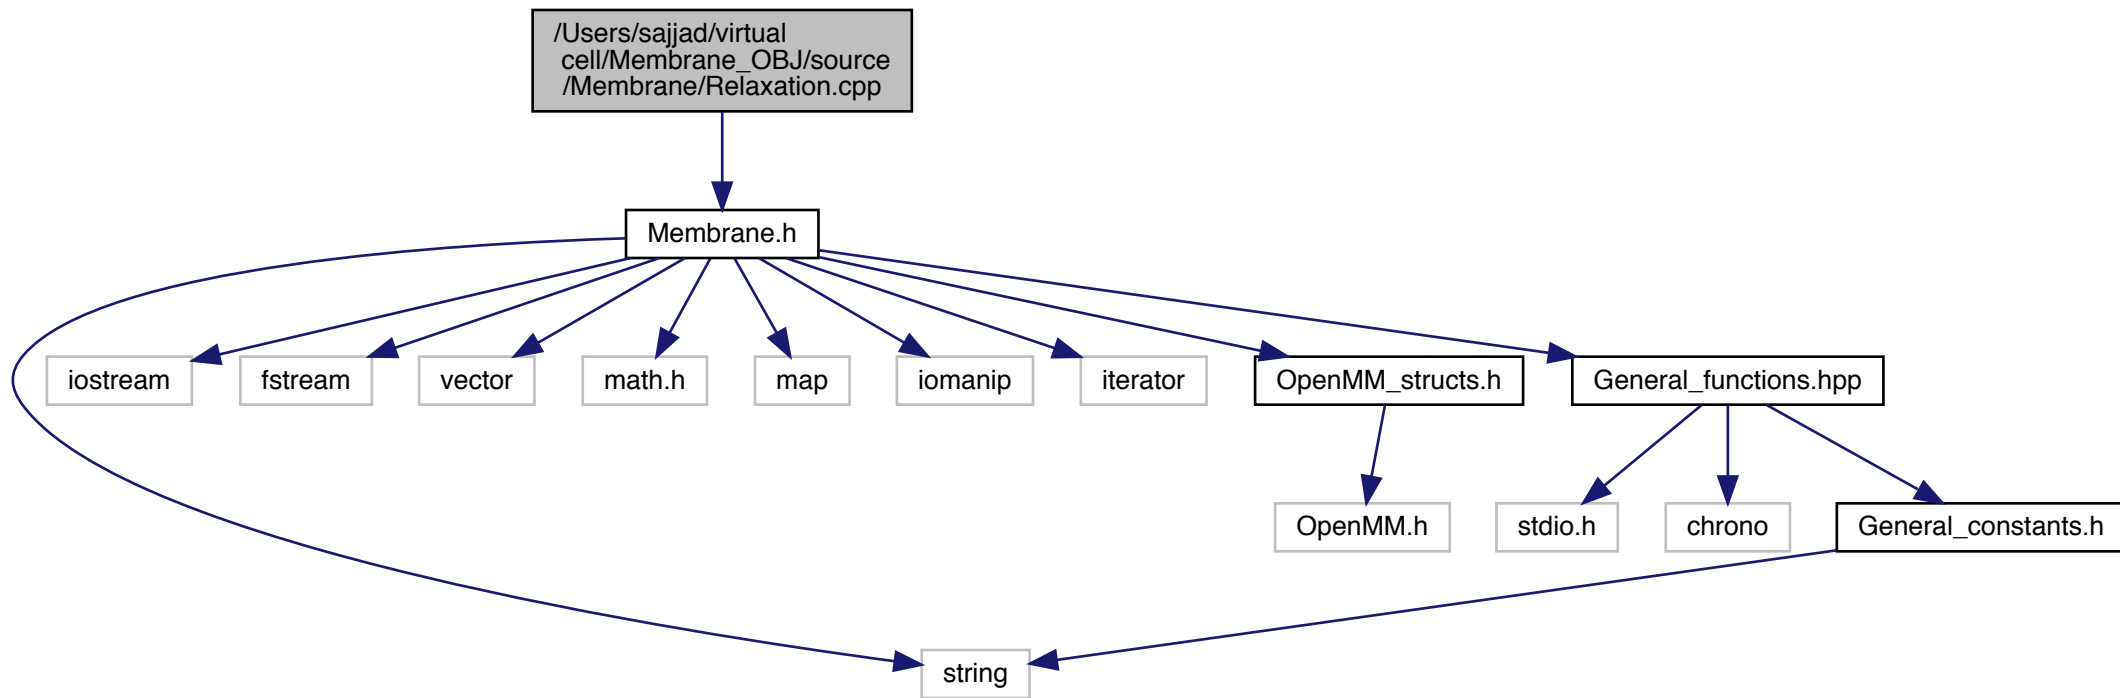 /Users/sajjad/virtual
cell/Membrane_OBJ/source
/Membrane/Relaxation.cpp
Membrane.h
iostream
fstream
vector
math.h
map
iomanip
iterator
OpenMM_structs.h
General_functions.hpp
OpenMM.h
stdio.h
chrono
General_constants.h
string